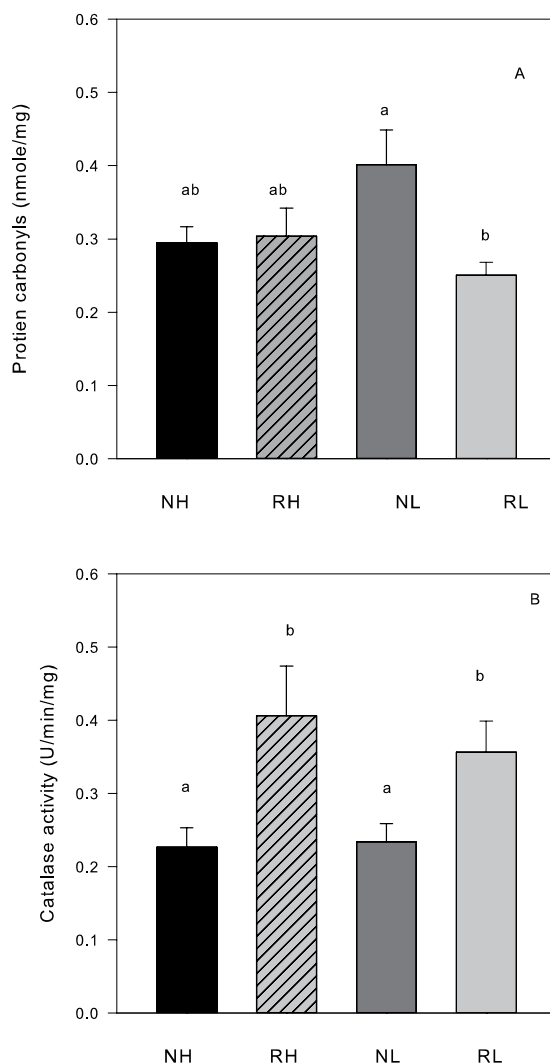 0.6
A
0.5
a
0.4
ab
ab
b
0.3
0.2
0.1
0.0
Protien carbonyls (nmole/mg)
NH RH NL RL
0.6
B
0.5
b
b
0.4
a
a
0.3
0.2
0.1
0.0
Catalase activity (U/min/mg)
NH RH NL RL